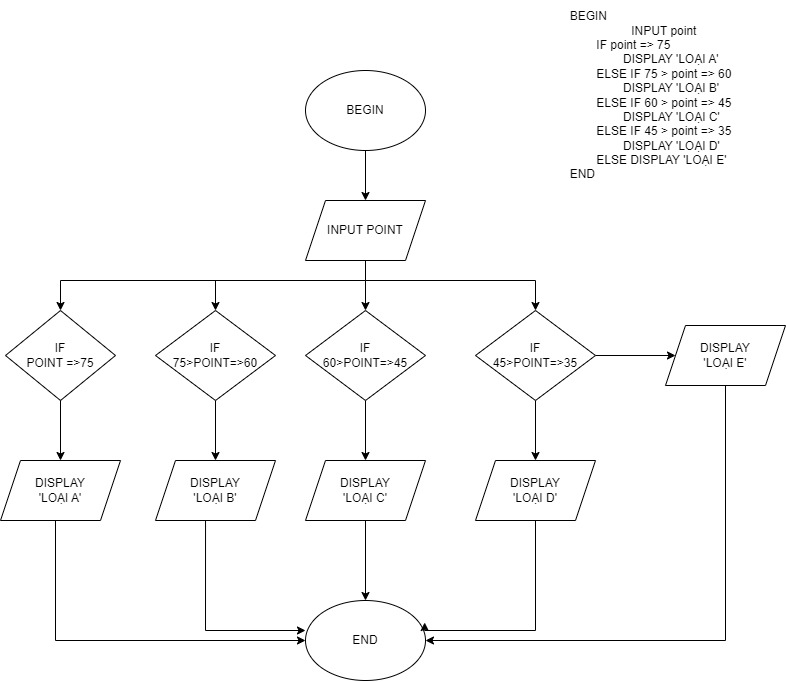 BEGIN
INPUT point
IF point => 75
DISPLAY 'LOẠI A'
ELSE IF 75 > point => 60
DISPLAY 'LOẠI B'
ELSE IF 60 > point => 45
DISPLAY 'LOẠI C'
ELSE IF 45 > point => 35
DISPLAY 'LOẠI D'
ELSE DISPLAY 'LOẠI E'
END
BEGIN
INPUT POINT
IF
POINT =>75
IF
75>POINT=>60
IF
60>POINT=>45
IF
45>POINT=>35
DISPLAY
'LOẠI E'
DISPLAY
'LOẠI A'
DISPLAY
'LOẠI B'
DISPLAY
'LOẠI C'
DISPLAY
'LOẠI D'
END